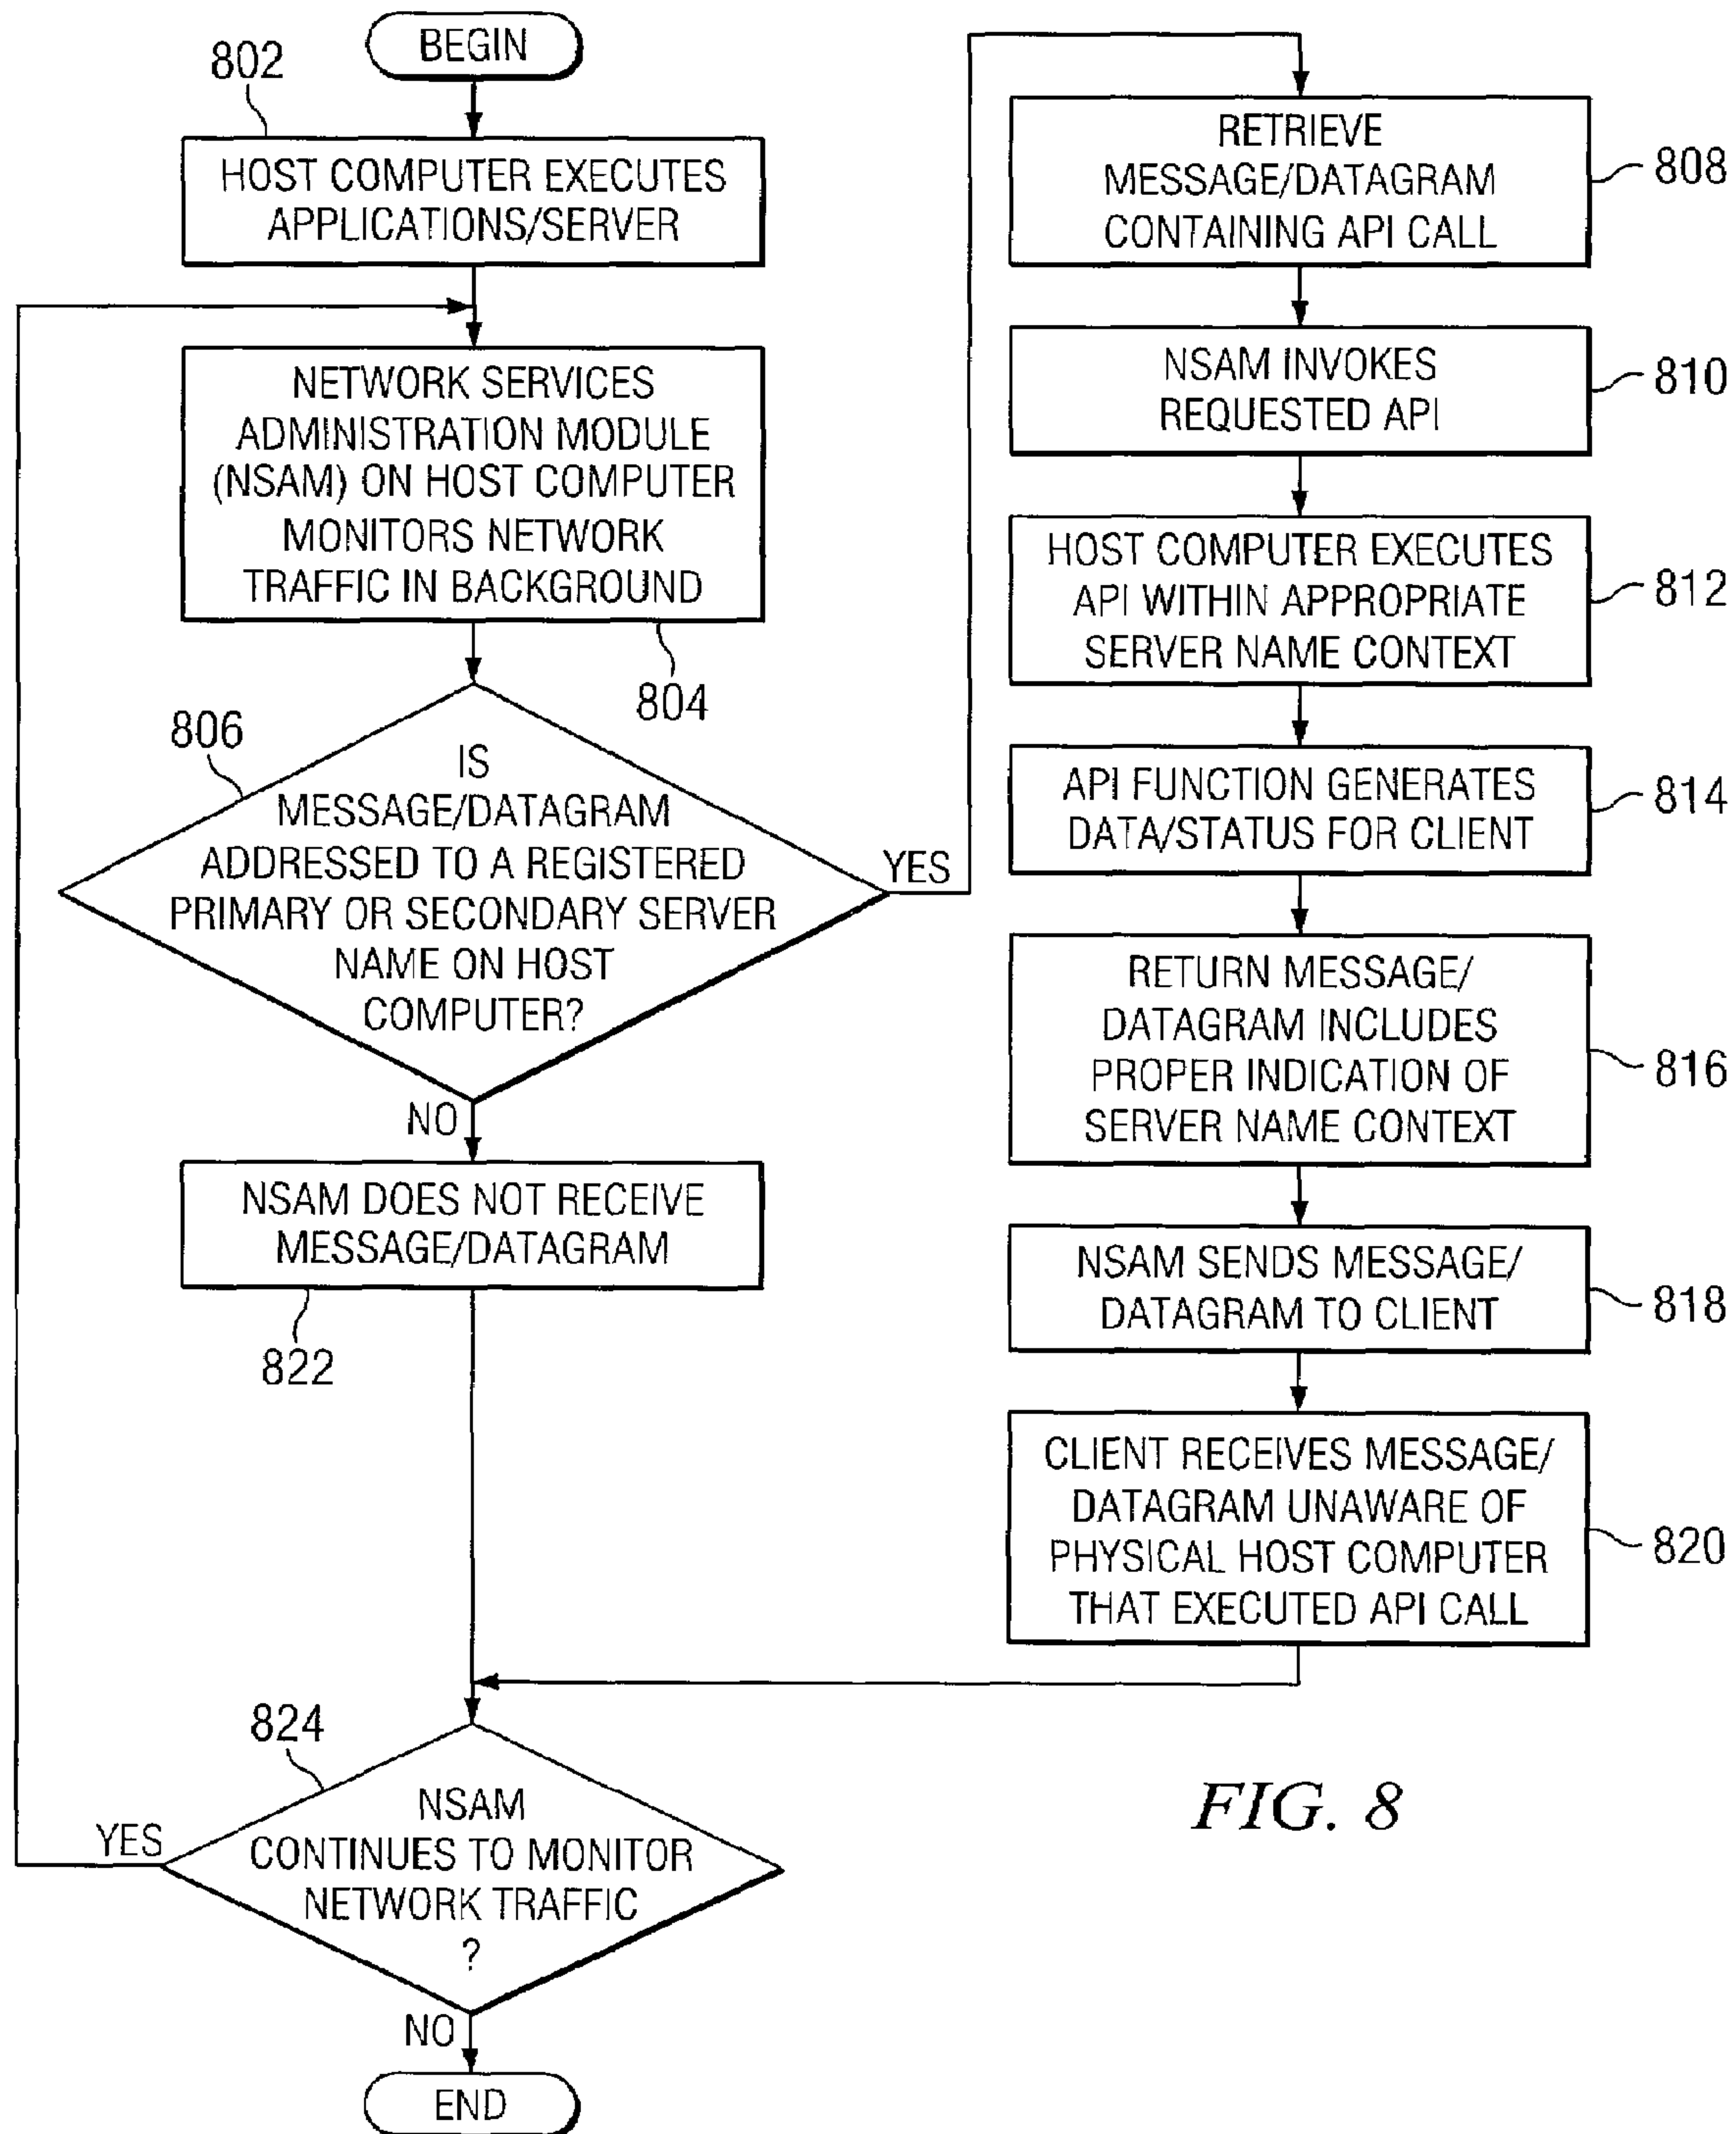 BEGIN
802
HOST COMPUTER EXECUTES
APPLICATIONS/SERVER
NETWORK SERVICES
ADMINISTRATION MODULE
(NSAM) ON HOST COMPUTER
MONITORS NETWORK
TRAFFIC IN BACKGROUND
804
806
IS
MESSAGE/DATAGRAM
ADDRESSED TO A REGISTERED
PRIMARY OR SECONDARY SERVER
NAME ON HOST
COMPUTER?
YES
NO
NSAM DOES NOT RECEIVE
MESSAGE/DATAGRAM
822
824
NSAM
CONTINUES TO MONITOR
NETWORK TRAFFIC
?
YES
NO
END
RETRIEVE
MESSAGE/DATAGRAM
CONTAINING API CALL
808
NSAM INVOKES
REQUESTED API
810
HOST COMPUTER EXECUTES
API WITHIN APPROPRIATE
SERVER NAME CONTEXT
812
API FUNCTION GENERATES
DATA/STATUS FOR CLIENT
814
RETURN MESSAGE/
DATAGRAM INCLUDES
PROPER INDICATION OF
SERVER NAME CONTEXT
816
NSAM SENDS MESSAGE/
DATAGRAM TO CLIENT
818
CLIENT RECEIVES MESSAGE/
DATAGRAM UNAWARE OF
PHYSICAL HOST COMPUTER
THAT EXECUTED API CALL
820
FIG. 8